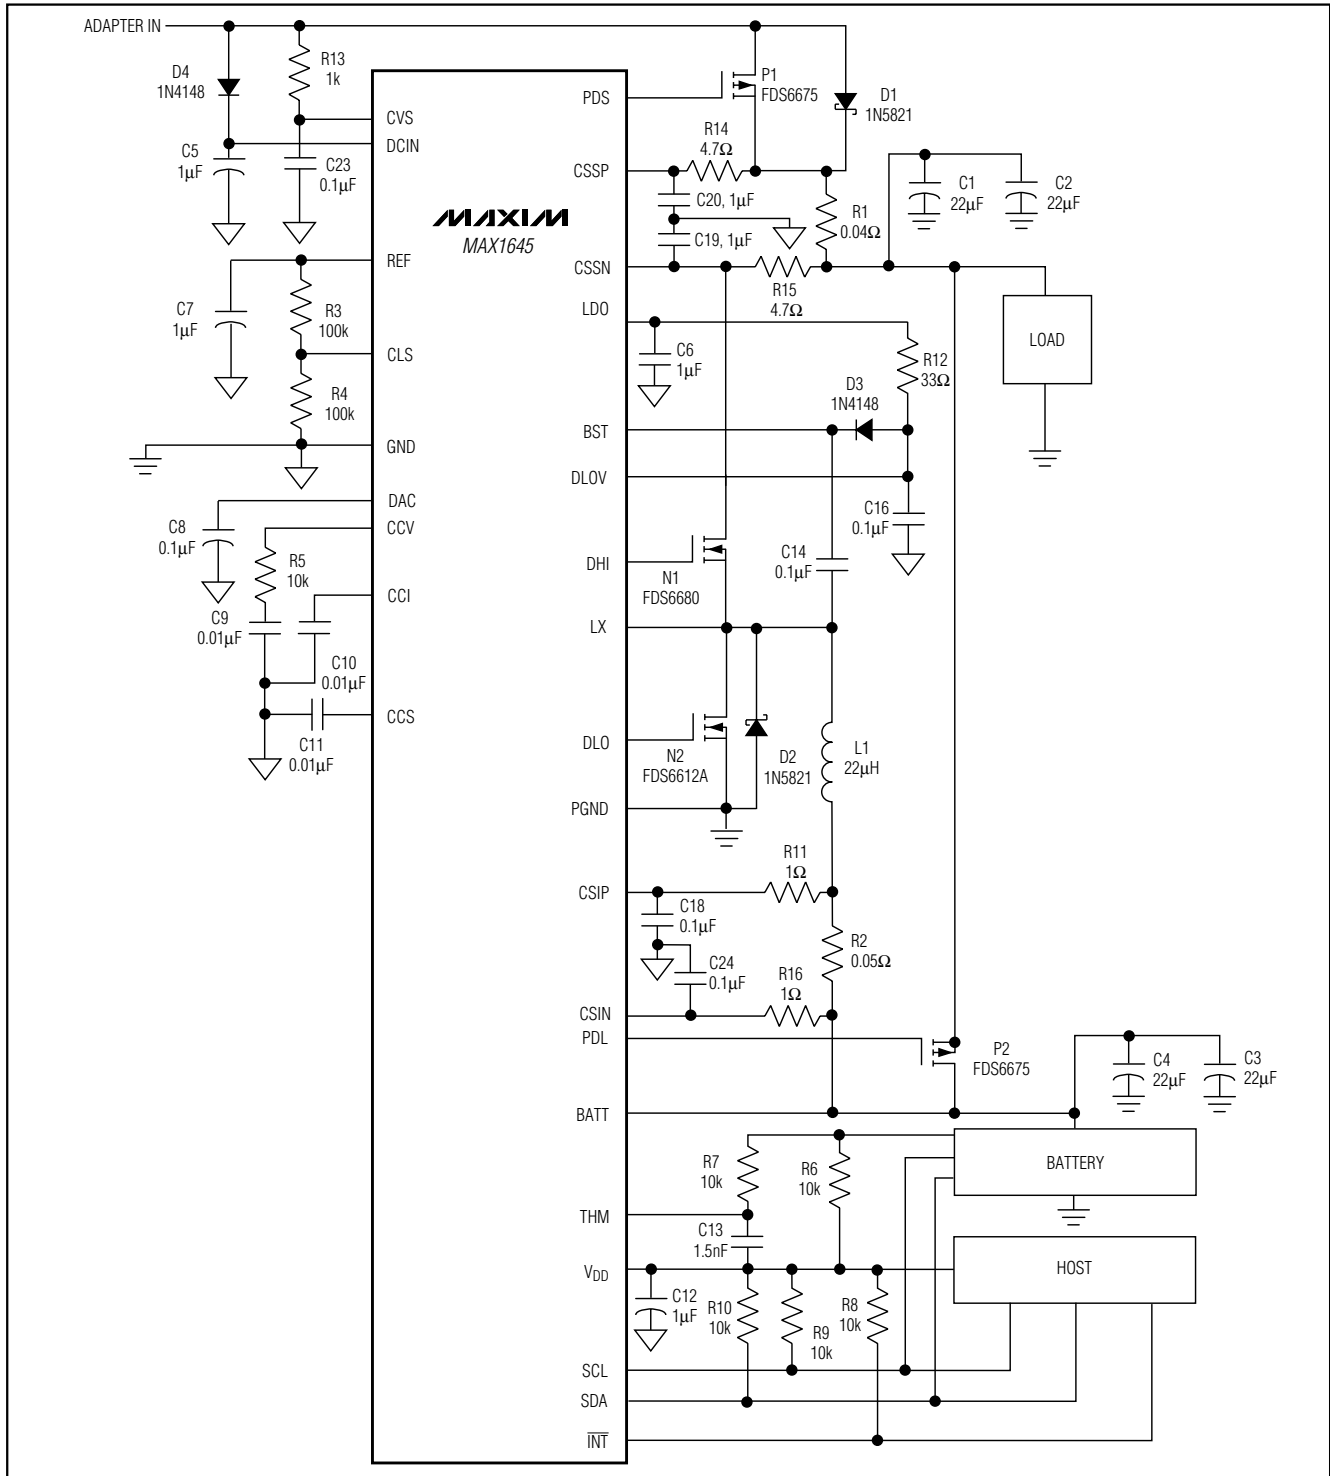 ADAPTER IN
D4
1N4148
R13
1k
C5
1µF
C23
0.1µF
C7
1µF
R3
100k
R4
100k
C8
0.1µF
R5
10k
C9
0.01µF
C10
0.01µF
C11
0.01µF
CVS
DCIN
REF
CLS
GND
DAC
CCV
CCI
CCS
MAXIM
MAX1645
PDS
CSSP
CSSN
LDO
BST
DLOV
DHI
LX
DLO
PGND
CSIP
CSIN
PDL
BATT
THM
VDD
SCL
SDA
INT
P1
FDS6675
D1
1N5821
R14
4.7Ω
C20, 1µF
C19, 1µF
R1
0.04Ω
C1
22µF
C2
22µF
R15
4.7Ω
LOAD
C6
1µF
R12
33Ω
D3
1N4148
C16
0.1µF
C14
0.1µF
N1
FDS6680
N2
FDS6612A
D2
1N5821
L1
22µH
R11
1Ω
C18
0.1µF
R2
0.05Ω
C24
0.1µF
R16
1Ω
P2
FDS6675
C4
22µF
C3
22µF
R7
10k
R6
10k
BATTERY
C13
1.5nF
HOST
C12
1µF
R10
10k
R9
10k
R8
10k